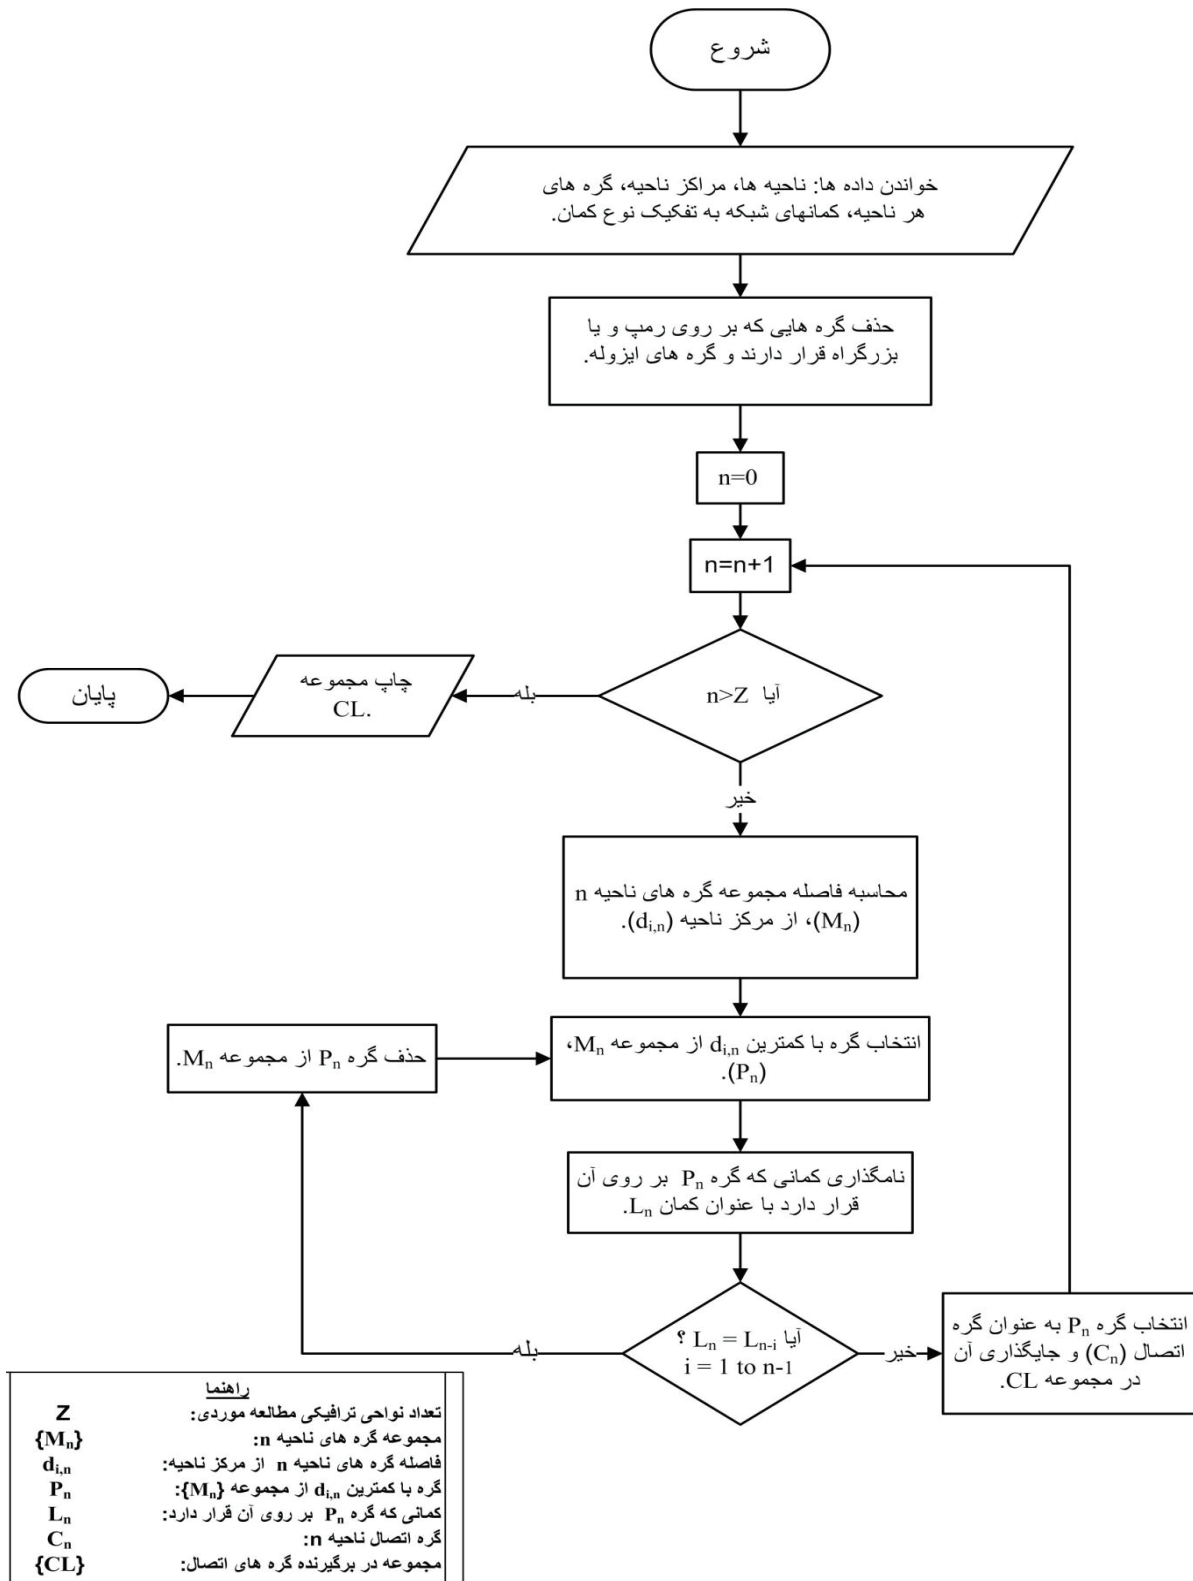 شروع
خواندن داده ها: ناحیه ها، مراکز ناحیه، گره های
هر ناحیه، کمانهای شبکه به تفکیک نوع کمان.
حذف گره هایی که بر روی رمپ و یا
بزرگراه قرار دارند و گره های ایزوله.
n=0
n=n+1
آیا n>Z
بله
چاپ مجموعه
CL.
پایان
خیر
محاسبه فاصله مجموعه گره های ناحیه n
(Mn)، از مرکز ناحیه (di,n).
انتخاب گره با کمترین di,n از مجموعه Mn،
(Pn).
حذف گره Pn از مجموعه Mn.
نامگذاری کمانی که گره Pn بر روی آن
قرار دارد با عنوان کمان Ln.
آیا Ln = Ln-i ؟
i = 1 to n-1
بله
خیر
انتخاب گره Pn به عنوان گره
اتصال (Cn) و جایگذاری آن
در مجموعه CL.
راهنما
تعداد نواحی ترافیکی مطالعه موردی: Z
مجموعه گره های ناحیه n: {Mn}
فاصله گره های ناحیه n از مرکز ناحیه: di,n
گره با کمترین di,n از مجموعه {Mn}: Pn
کمانی که گره Pn بر روی آن قرار دارد: Ln
گره اتصال ناحیه n: Cn
مجموعه در برگیرنده گره های اتصال: {CL}